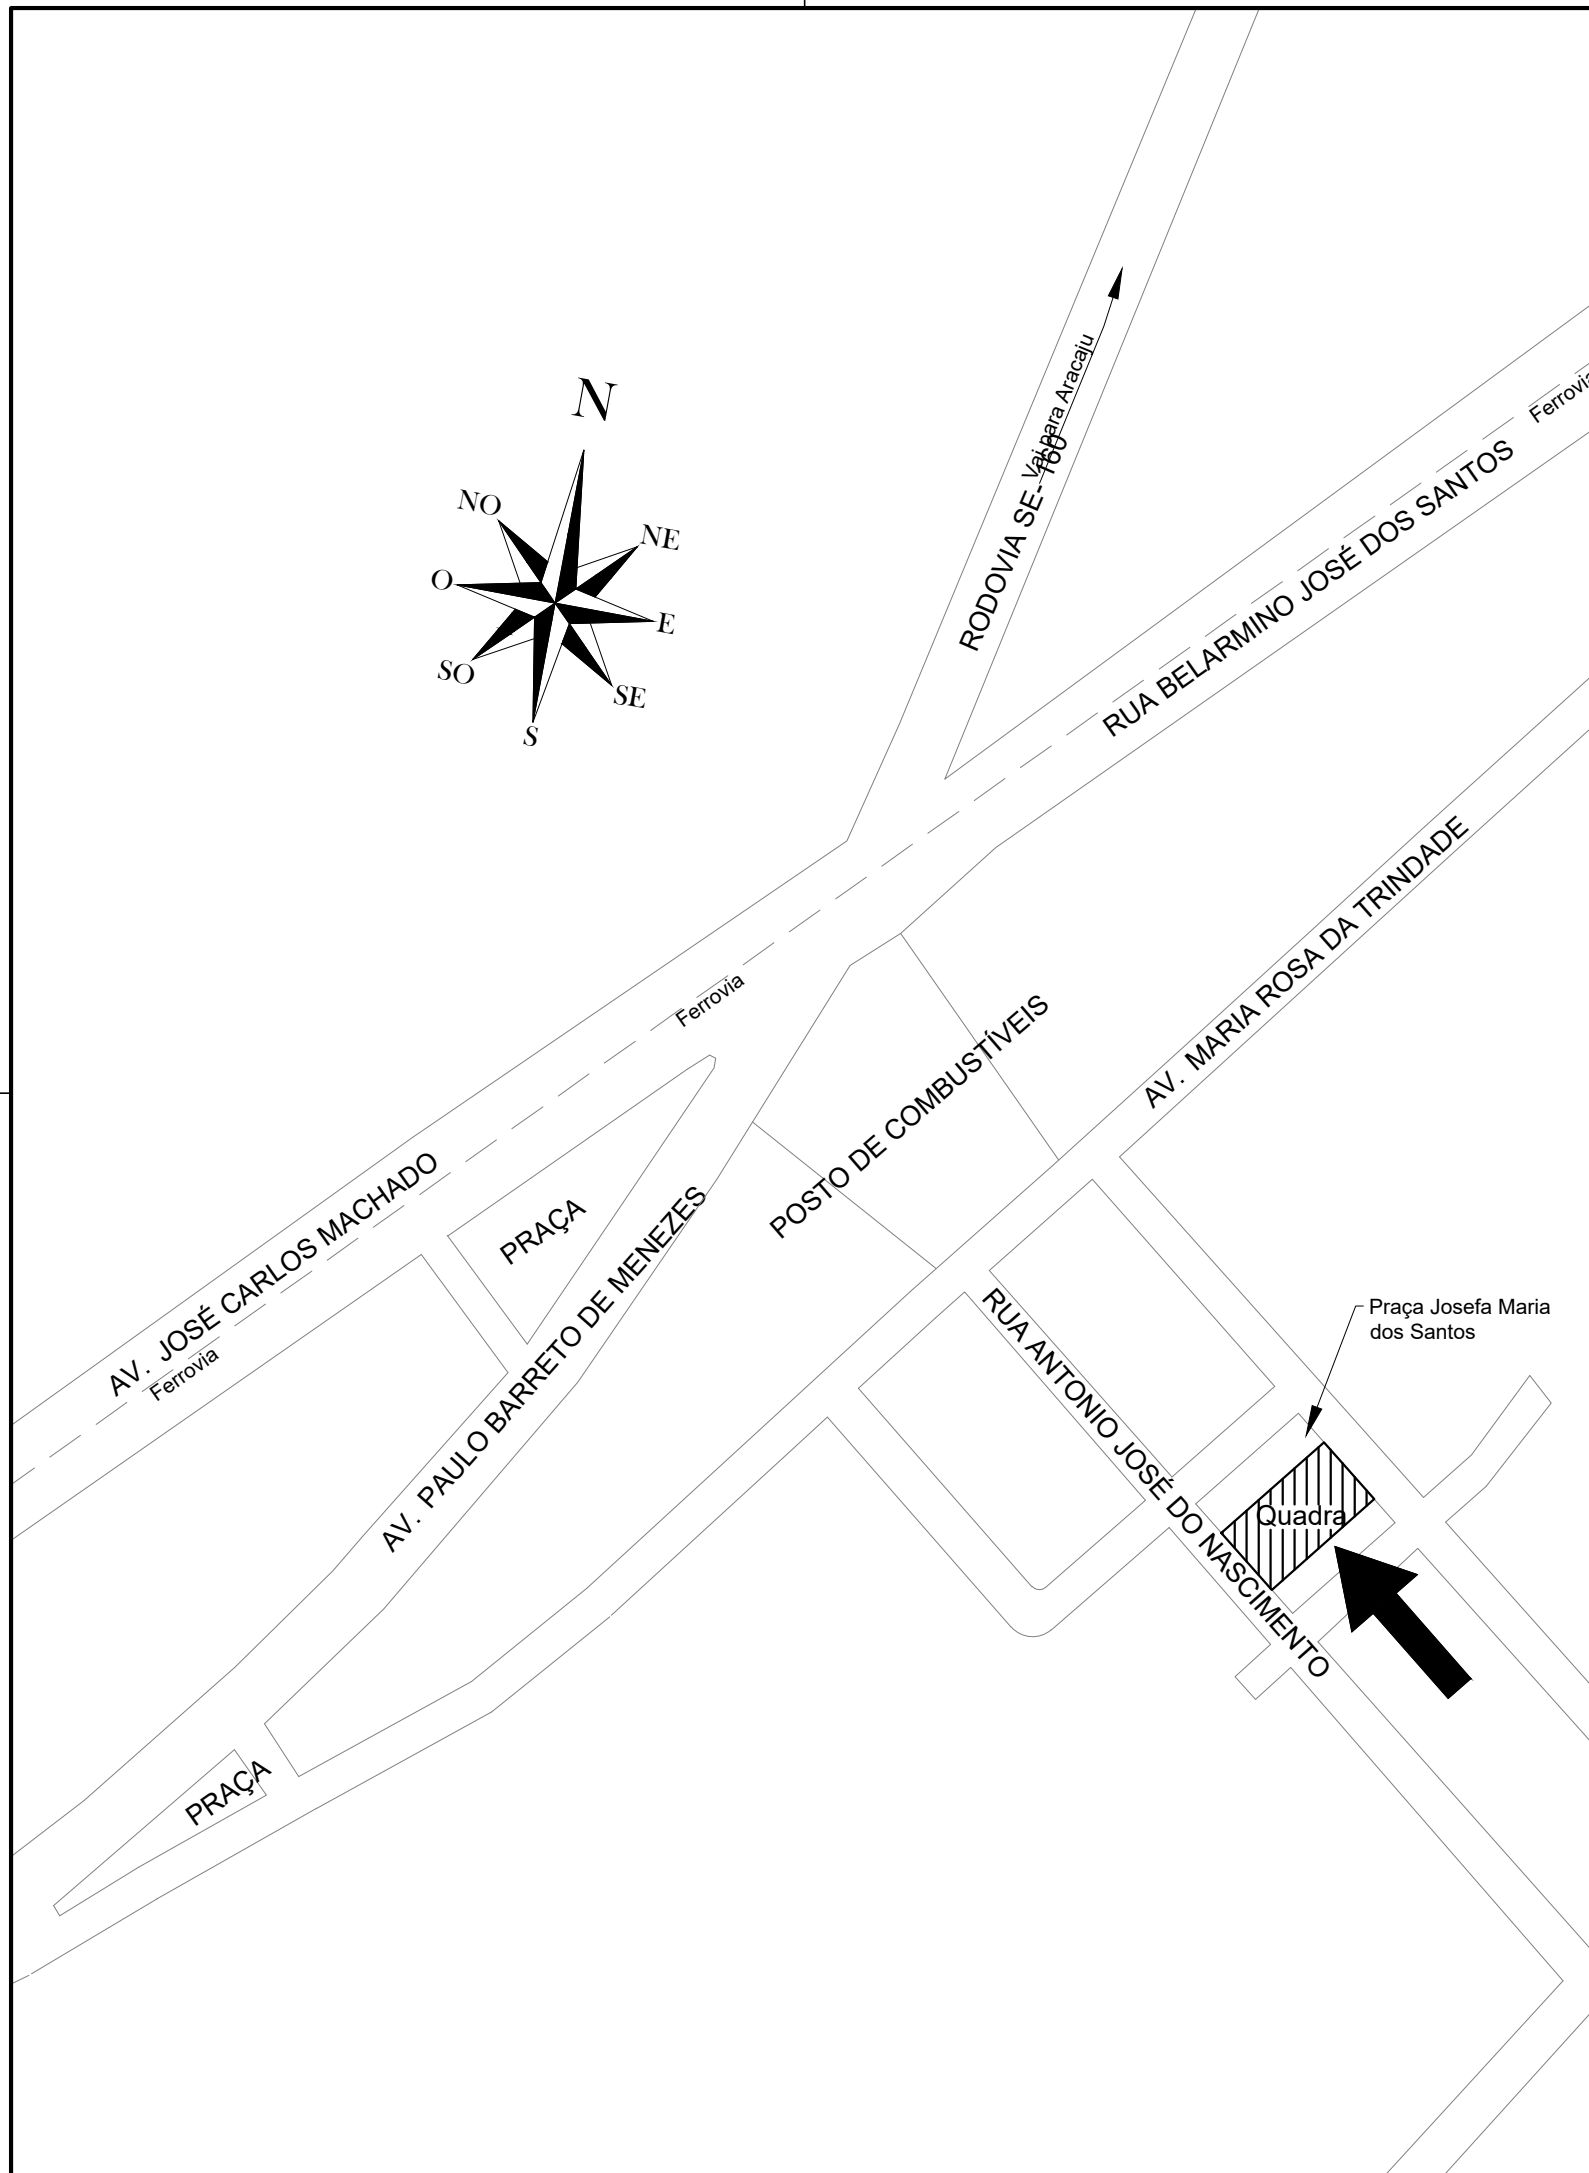 N
NO
NE
O
E
SO
SE
S
Vai para Aracaju
RODOVIA SE-160
Ferrovia
RUA BELARMINO JOSÉ DOS SANTOS
AV. MARIA ROSA DA TRINDADE
Ferrovia
POSTO DE COMBUSTÍVEIS
AV. JOSÉ CARLOS MACHADO
Ferrovia
PRAÇA
AV. PAULO BARRETO DE MENEZES
RUA ANTONIO JOSÉ DO NASCIMENTO
Praça Josefa Maria
dos Santos
Quadra
PRAÇA